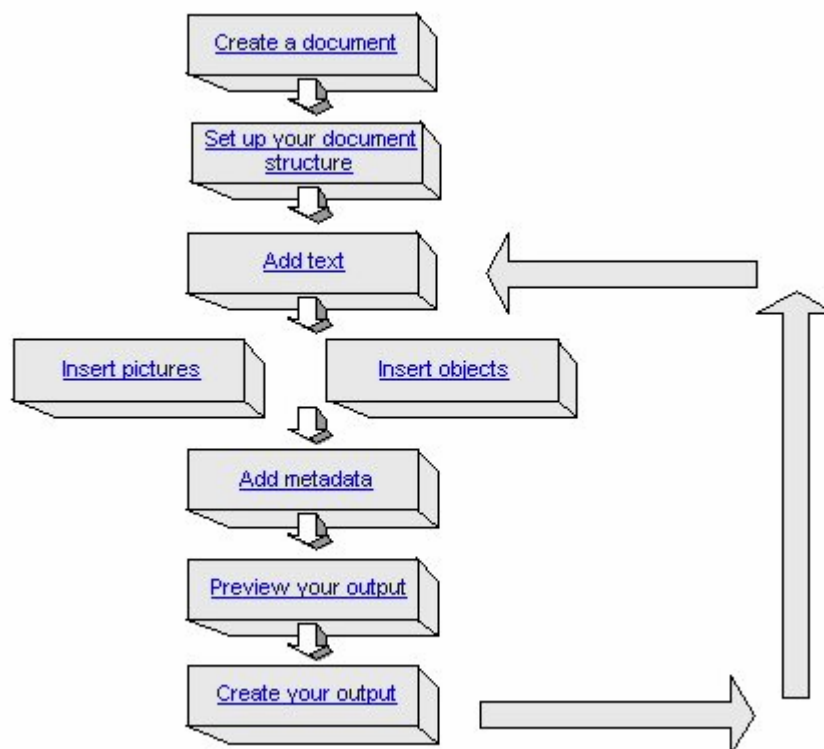 Create a document
Set up your document
structure
Add text
Insert pictures
Insert objects
Add metadata
Preview your output
Create your output